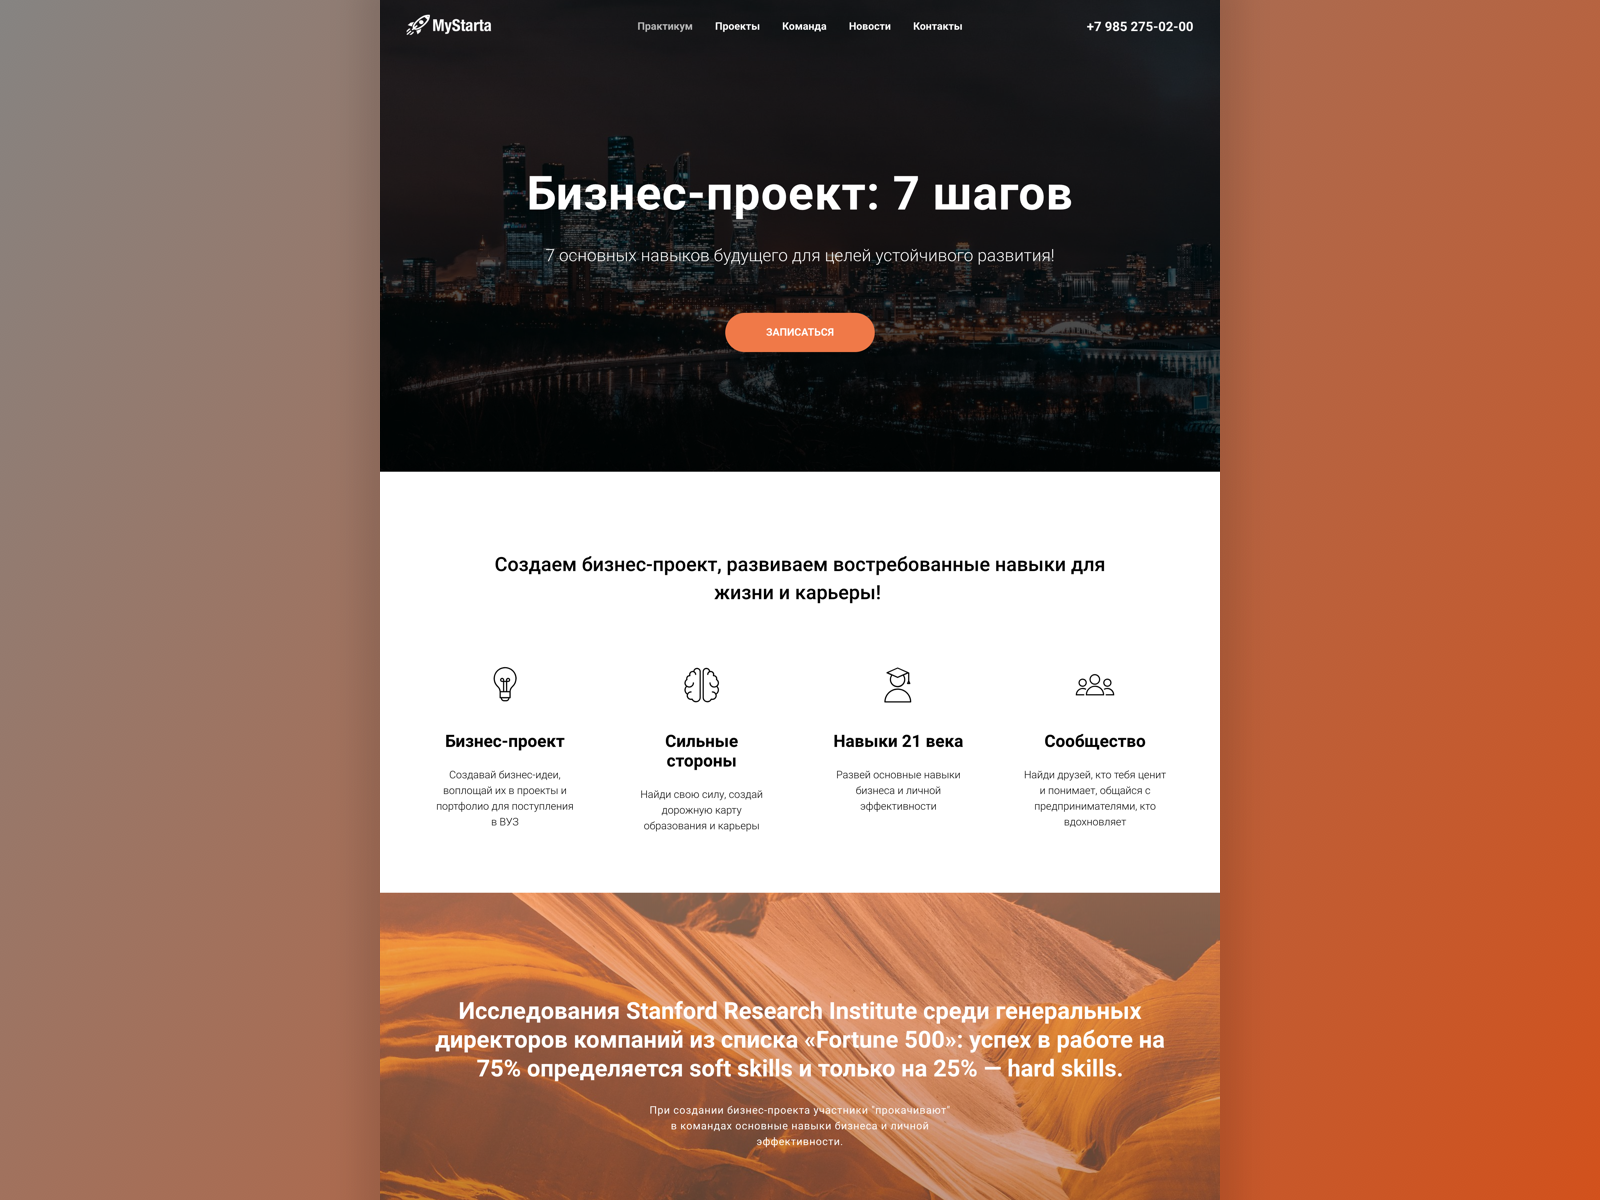 MyStarta
Практикум Проекты Команда Новости Контакты
+7 985 275-02-00
Бизнес-проект: 7 шагов
7 основных навыков будущего для целей устойчивого развития!
ЗАПИСАТЬСЯ
Создаем бизнес-проект, развиваем востребованные навыки для
жизни и карьеры!
Бизнес-проект
Создавай бизнес-идеи,
воплощай их в проекты и
портфолио для поступления
в ВУЗ
Сильные
стороны
Найди свою силу, создай
дорожную карту
образования и карьеры
Навыки 21 века
Развей основные навыки
бизнеса и личной
эффективности
Сообщество
Найди друзей, кто тебя ценит
и понимает, общайся с
предпринимателями, кто
вдохновляет
Исследования Stanford Research Institute среди генеральных
директоров компаний из списка «Fortune 500»: успех в работе на
75% определяется soft skills и только на 25% — hard skills.
При создании бизнес-проекта участники "прокачивают"
в командах основные навыки бизнеса и личной
эффективности.